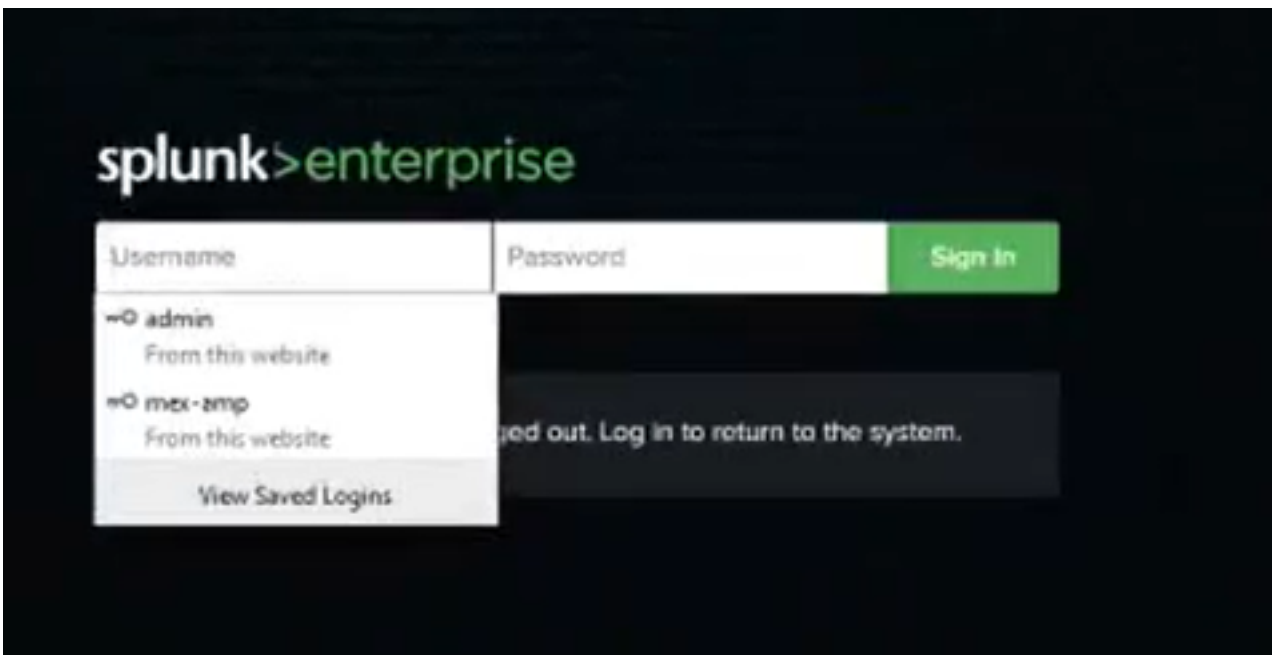 splunk>enterprise
Username Password Sign In
admin
From this website
mex-amp
From this website
ged out. Log in to return to the system.
View Saved Logins